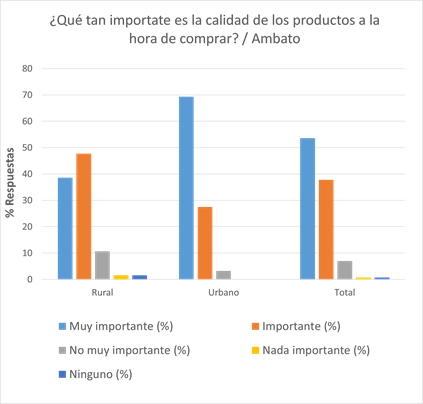 ¿Qué tan importate es la calidad de los productos a la
hora de comprar? / Ambato
80
70
60
50
40
30
20
10
0
% Respuestas
Rural Urbano Total
Muy importante (%) Importante (%)
No muy importante (%) Nada importante (%)
Ninguno (%)